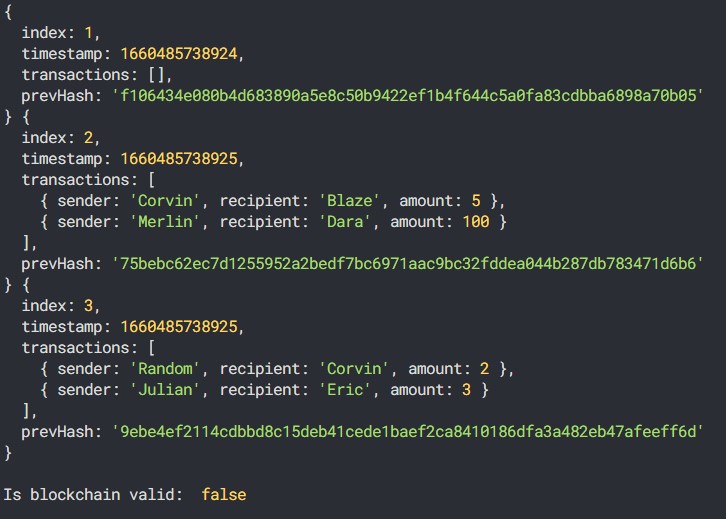 {
  index: 1,
  timestamp: 1660485738924,
  transactions: [],
  prevHash: 'f106434e080b4d683890a5e8c50b9422ef1b4f644c5a0fa83cdbba6898a70b05'
} {
  index: 2,
  timestamp: 1660485738925,
  transactions: [
    { sender: 'Corvin', recipient: 'Blaze', amount: 5 },
    { sender: 'Merlin', recipient: 'Dara', amount: 100 }
  ],
  prevHash: '75bebc62ec7d1255952a2bedf7bc6971aac9bc32fddea044b287db783471d6b6'
} {
  index: 3,
  timestamp: 1660485738925,
  transactions: [
    { sender: 'Random', recipient: 'Corvin', amount: 2 },
    { sender: 'Julian', recipient: 'Eric', amount: 3 }
  ],
  prevHash: '9ebe4ef2114cdbbd8c15deb41cede1baef2ca8410186dfa3a482eb47afeeff6d'
}
Is blockchain valid:  false